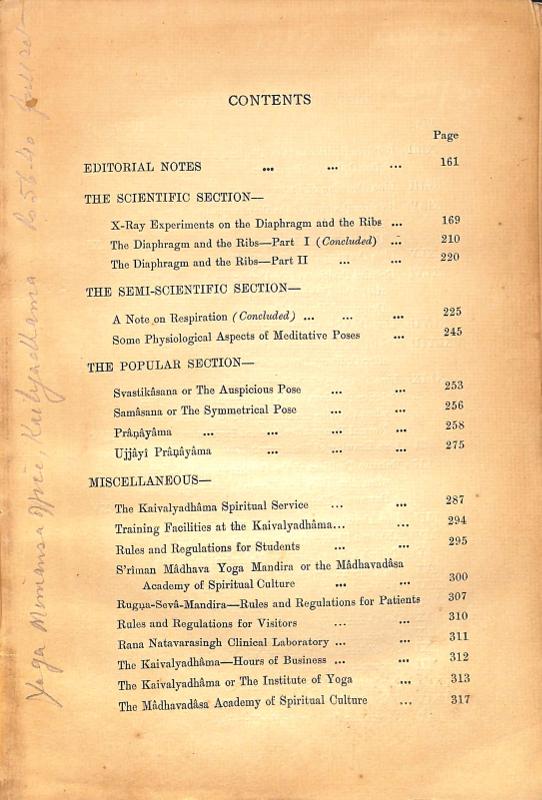 CONTENTS
Page
EDITORIAL NOTES ... ... ... 161
THE SCIENTIFIC SECTION—
X-Ray Experiments on the Diaphragm and the Ribs ... 169
The Diaphragm and the Ribs—Part I (Concluded) ... 210
The Diaphragm and the Ribs—Part II ... ... 220
THE SEMI-SCIENTIFIC SECTION—
A Note on Respiration (Concluded) ... ... ... 225
Some Physiological Aspects of Meditative Poses ... 245
THE POPULAR SECTION—
Svastikâsana or The Auspicious Pose ... ... 253
Samâsana or The Symmetrical Pose ... ... 256
Prâṇâyâma ... ... ... ... 258
Ujjâyî Prâṇâyâma ... ... ... 275
MISCELLANEOUS—
The Kaivalyadhâma Spiritual Service ... ... 287
Training Facilities at the Kaivalyadhâma... ... 294
Rules and Regulations for Students ... ... 295
S'rîman Mâdhava Yoga Mandira or the Mâdhavadâsa
Academy of Spiritual Culture ... ... 300
Rugṇa-Sevâ-Mandira—Rules and Regulations for Patients 307
Rules and Regulations for Visitors ... ... 310
Rana Natavarasingh Clinical Laboratory ... ... 311
The Kaivalyadhâma—Hours of Business ... ... 312
The Kaivalyadhâma or The Institute of Yoga ... 313
The Mâdhavadâsa Academy of Spiritual Culture ... 317
Yoga Mimansa Office, Kaivalyadhama Rs 56-40 full set